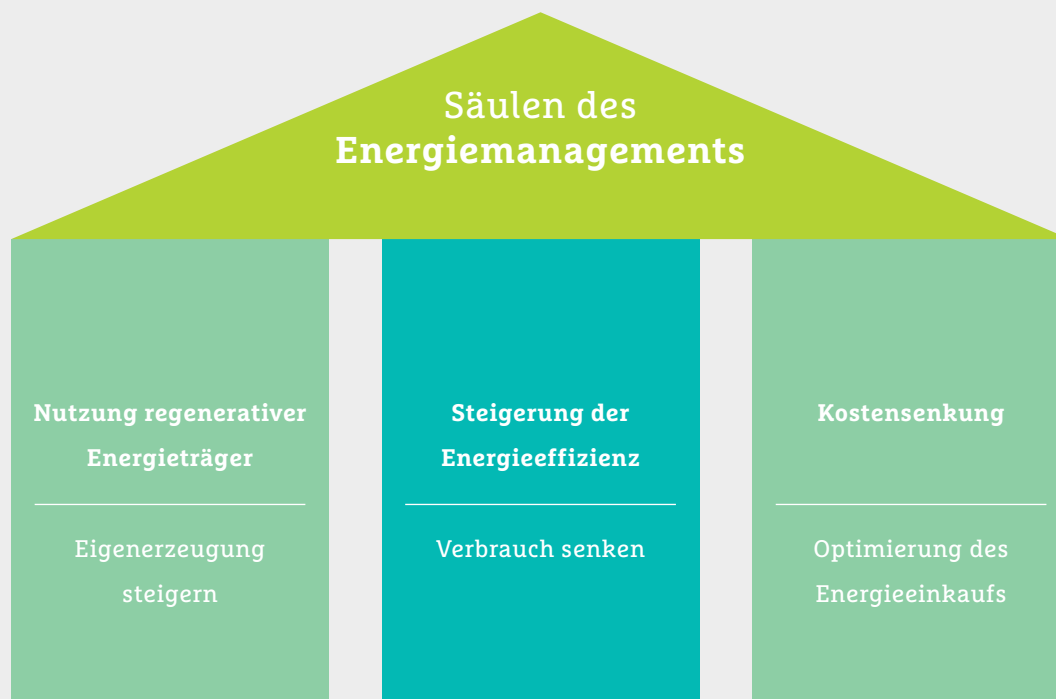 Säulen des
Energiemanagements
Nutzung regenerativer
Energieträger
Eigenerzeugung
steigern
Steigerung der
Energieeffizienz
Verbrauch senken
Kostensenkung
Optimierung des
Energieeinkaufs